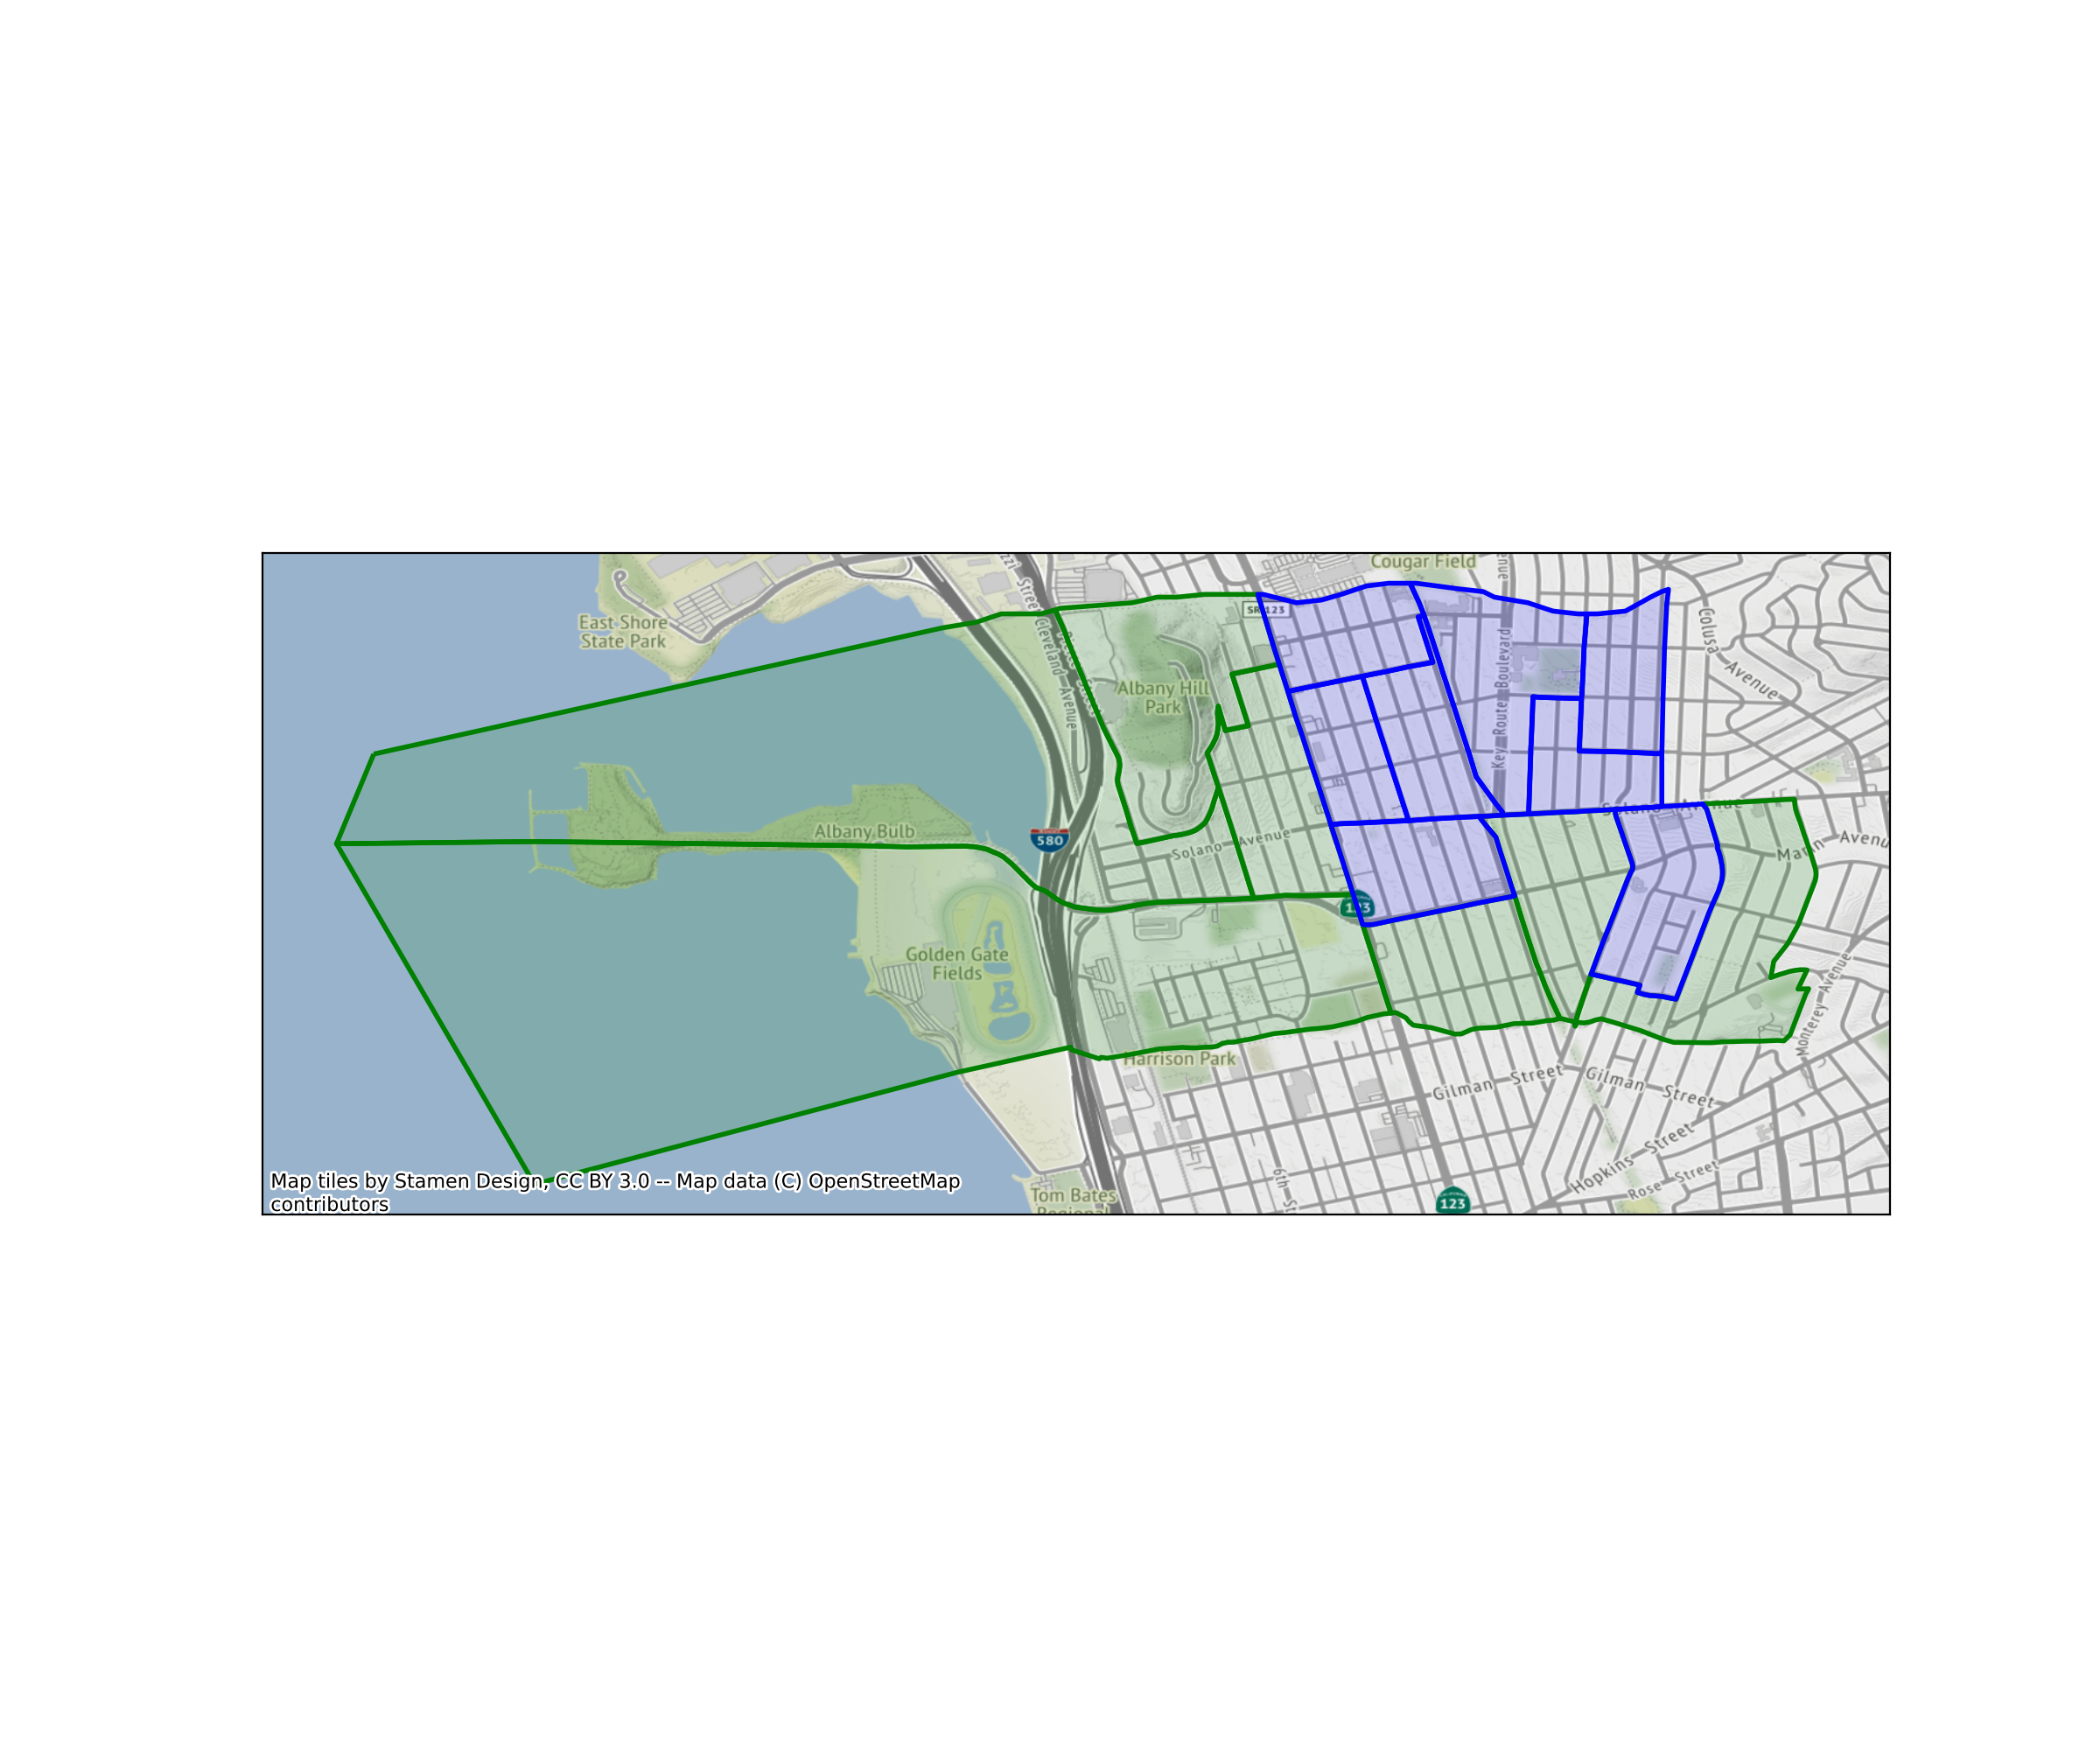 Cougar Field
SR 123
East Shore
State Park
Cleveland Avenue
Street
Colusa Avenue
Key Route Boulevard
Albany Hill
Park
Albany Bulb
580
Solano Avenue
Solano Avenue
Marin Avenu
123
Golden Gate
Fields
Monterey Avenue
Harrison Park
Gilman Street
Gilman Street
Hopkins Street
Rose Street
6th St
Map tiles by Stamen Design, CC BY 3.0 -- Map data (C) OpenStreetMap
contributors
Tom Bates
Regional
123